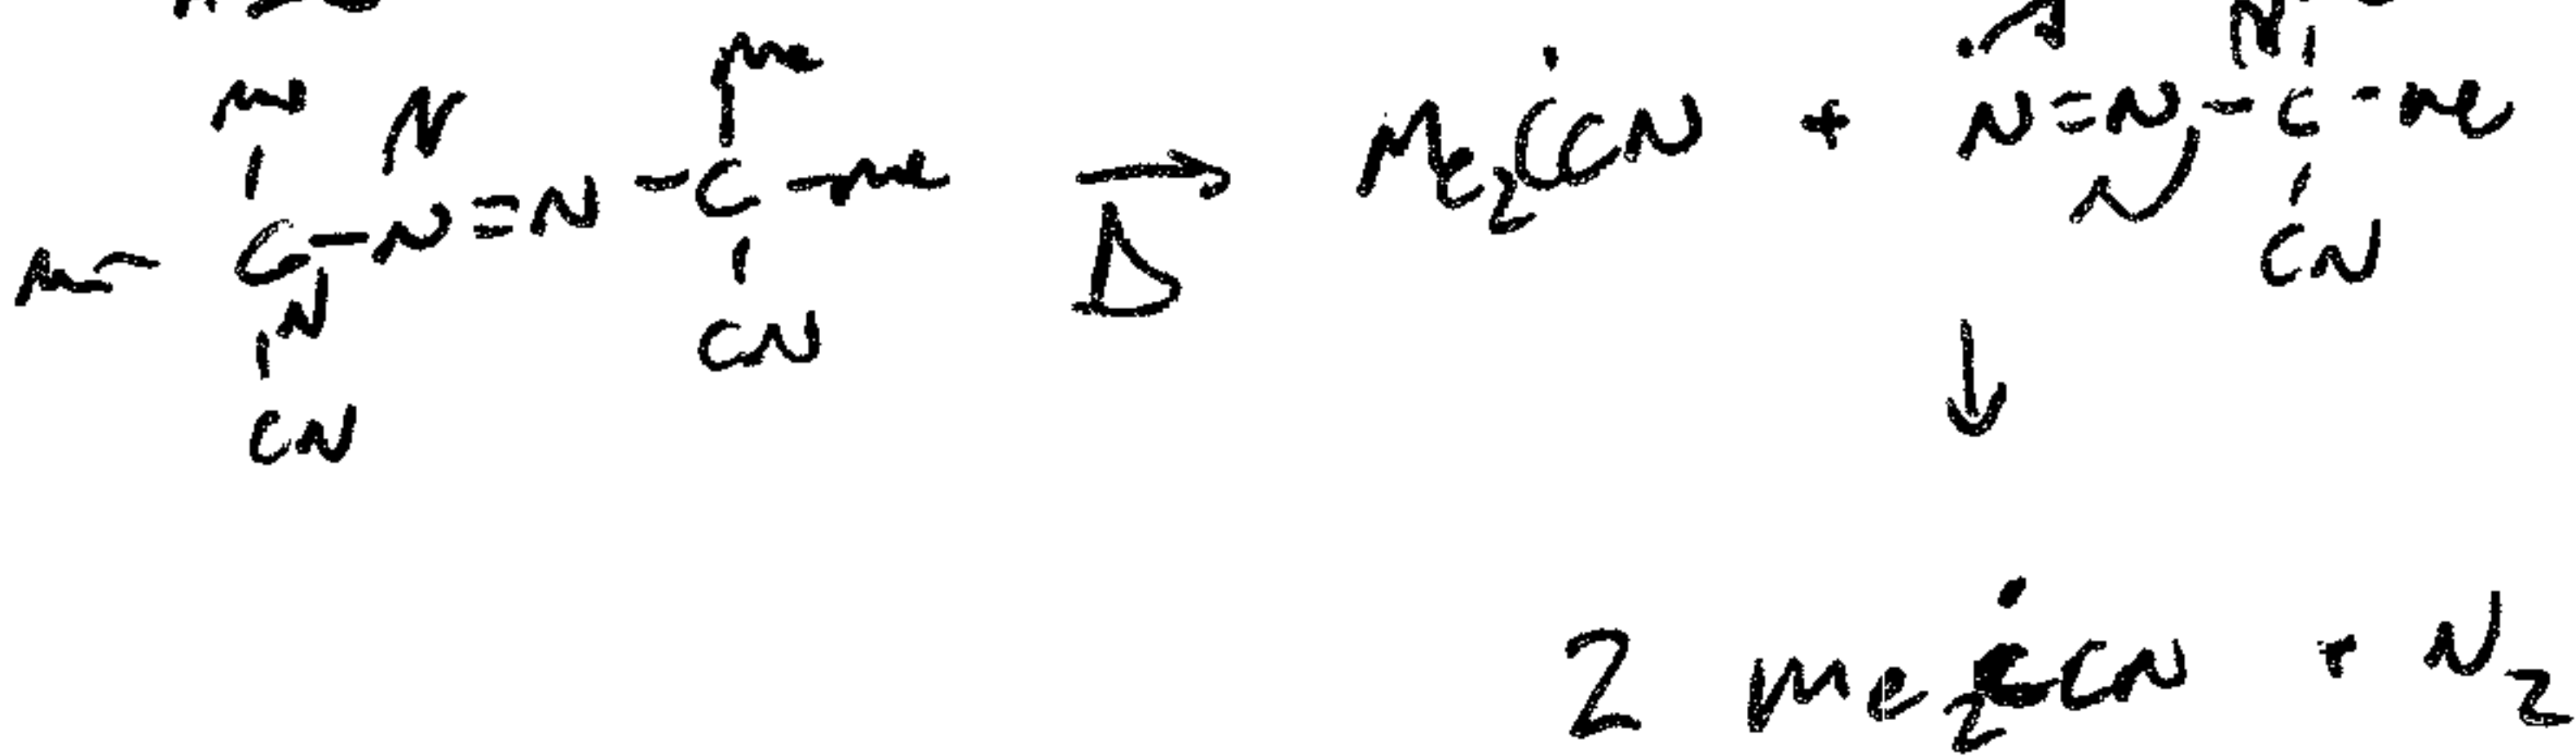 Me Me
Me - C - N = N - C - Me → Me₂ĊCN + N = N - C - Me
Δ
CN CN CN
↓
2 Me₂ĊCN + N₂